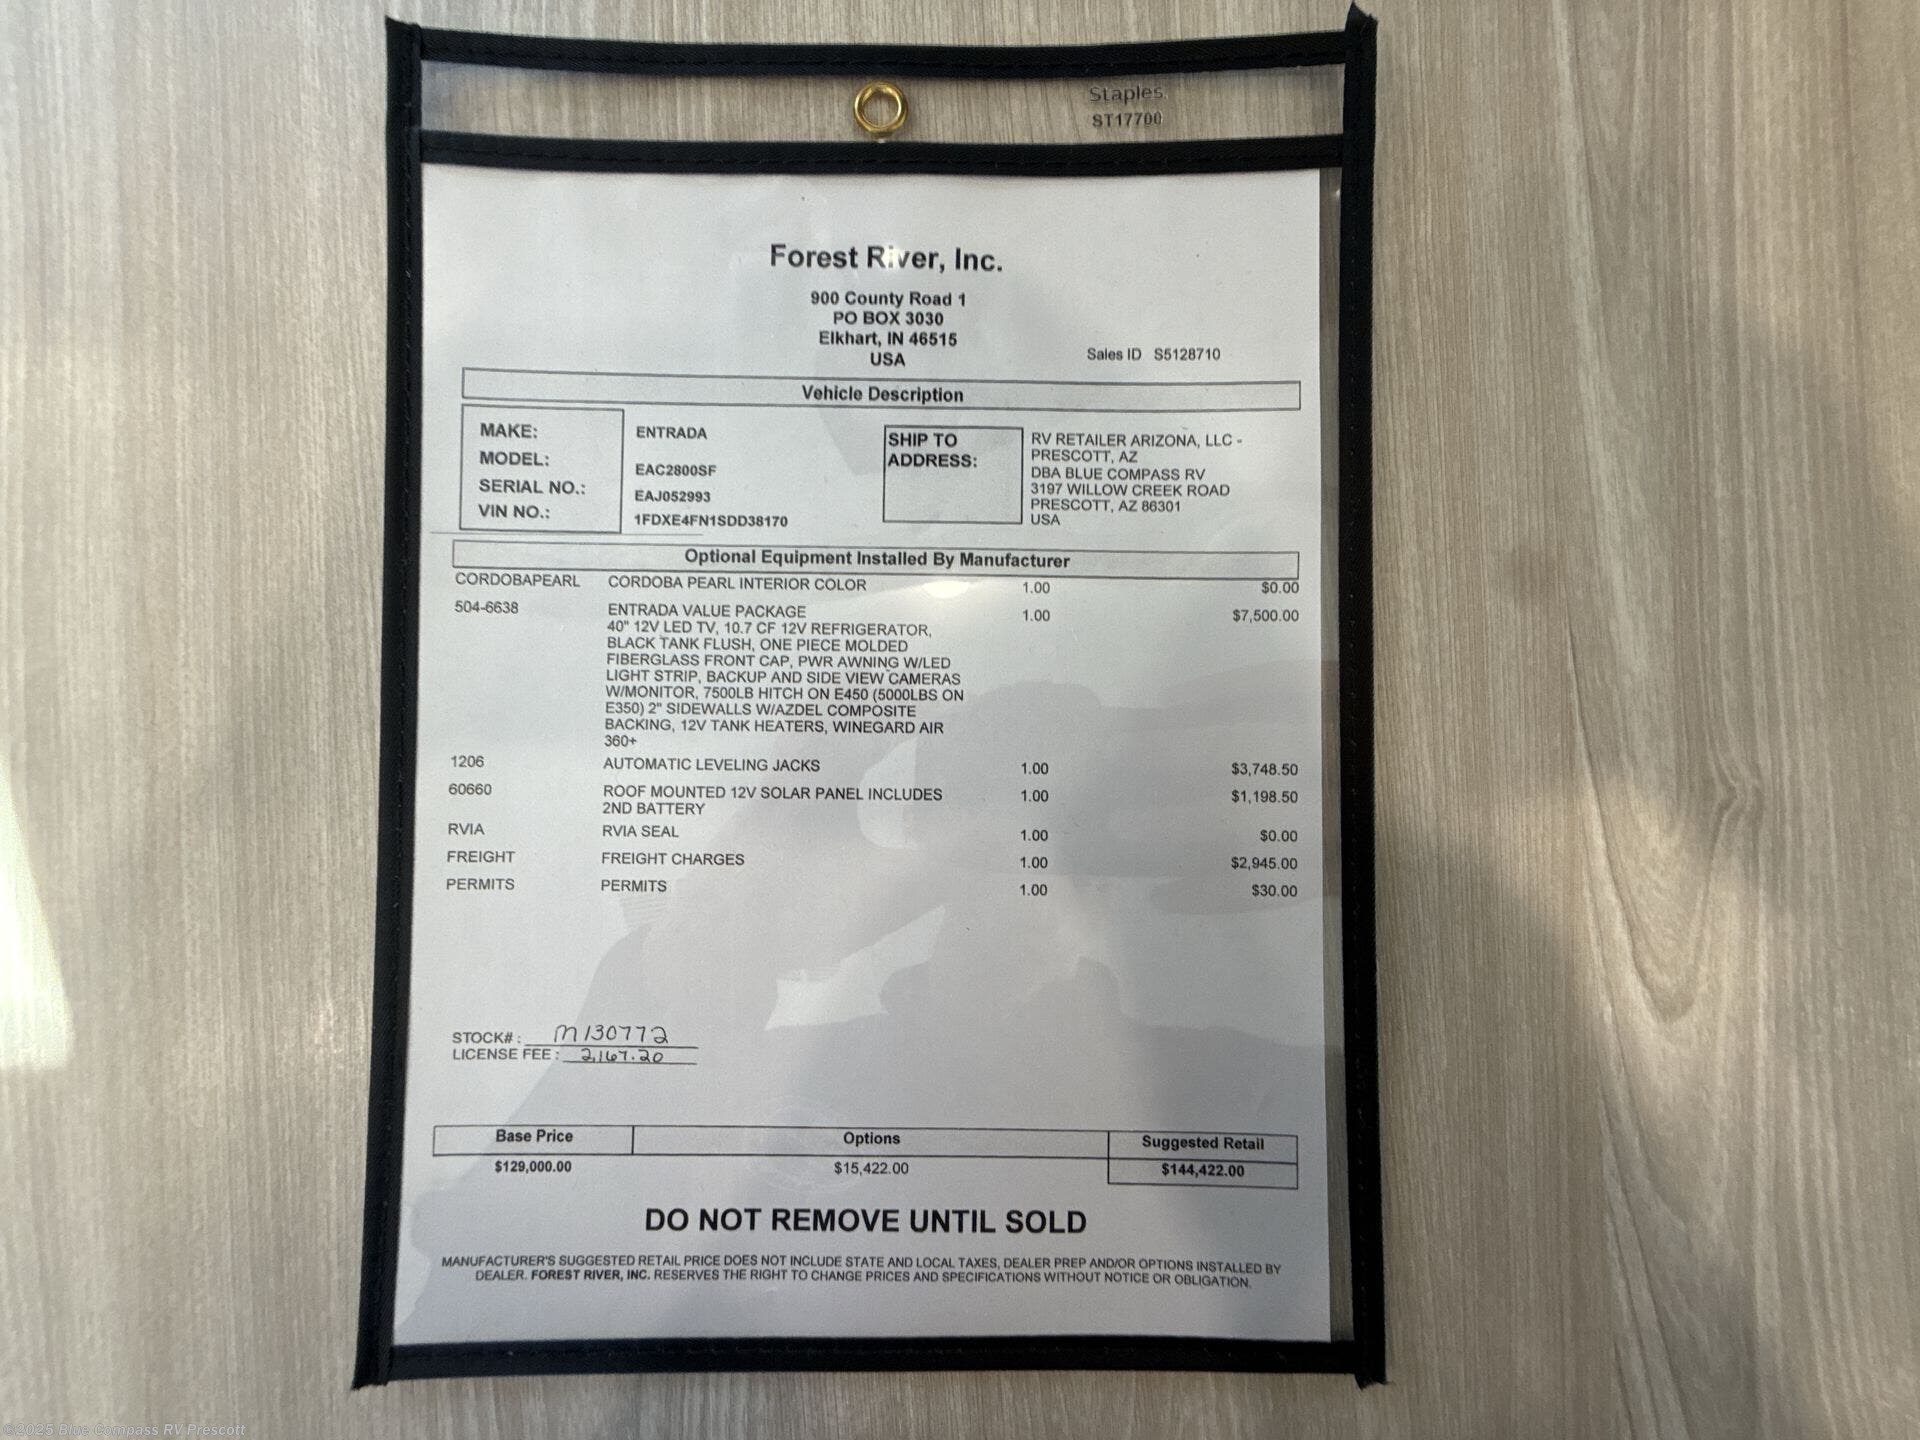 Staples.
ST17700
Forest River, Inc.
900 County Road 1
PO BOX 3030
Elkhart, IN 46515
USA
Sales ID S5128710
Vehicle Description
MAKE: ENTRADA
MODEL: EAC2800SF
SERIAL NO.: EAJ052993
VIN NO.: 1FDXE4FN1SDD38170
SHIP TO
ADDRESS:
RV RETAILER ARIZONA, LLC -
PRESCOTT, AZ
DBA BLUE COMPASS RV
3197 WILLOW CREEK ROAD
PRESCOTT, AZ 86301
USA
Optional Equipment Installed By Manufacturer
CORDOBAPEARL CORDOBA PEARL INTERIOR COLOR 1.00 $0.00
504-6638 ENTRADA VALUE PACKAGE 1.00 $7,500.00
40" 12V LED TV, 10.7 CF 12V REFRIGERATOR,
BLACK TANK FLUSH, ONE PIECE MOLDED
FIBERGLASS FRONT CAP, PWR AWNING W/LED
LIGHT STRIP, BACKUP AND SIDE VIEW CAMERAS
W/MONITOR, 7500LB HITCH ON E450 (5000LBS ON
E350) 2" SIDEWALLS W/AZDEL COMPOSITE
BACKING, 12V TANK HEATERS, WINEGARD AIR
360+
1206 AUTOMATIC LEVELING JACKS 1.00 $3,748.50
60660 ROOF MOUNTED 12V SOLAR PANEL INCLUDES 1.00 $1,198.50
2ND BATTERY
RVIA RVIA SEAL 1.00 $0.00
FREIGHT FREIGHT CHARGES 1.00 $2,945.00
PERMITS PERMITS 1.00 $30.00
STOCK#: M130772
LICENSE FEE: 2,167.20
Base Price Options Suggested Retail
$129,000.00 $15,422.00 $144,422.00
DO NOT REMOVE UNTIL SOLD
MANUFACTURER'S SUGGESTED RETAIL PRICE DOES NOT INCLUDE STATE AND LOCAL TAXES, DEALER PREP AND/OR OPTIONS INSTALLED BY
DEALER. FOREST RIVER, INC. RESERVES THE RIGHT TO CHANGE PRICES AND SPECIFICATIONS WITHOUT NOTICE OR OBLIGATION.
©2025 Blue Compass RV Prescott